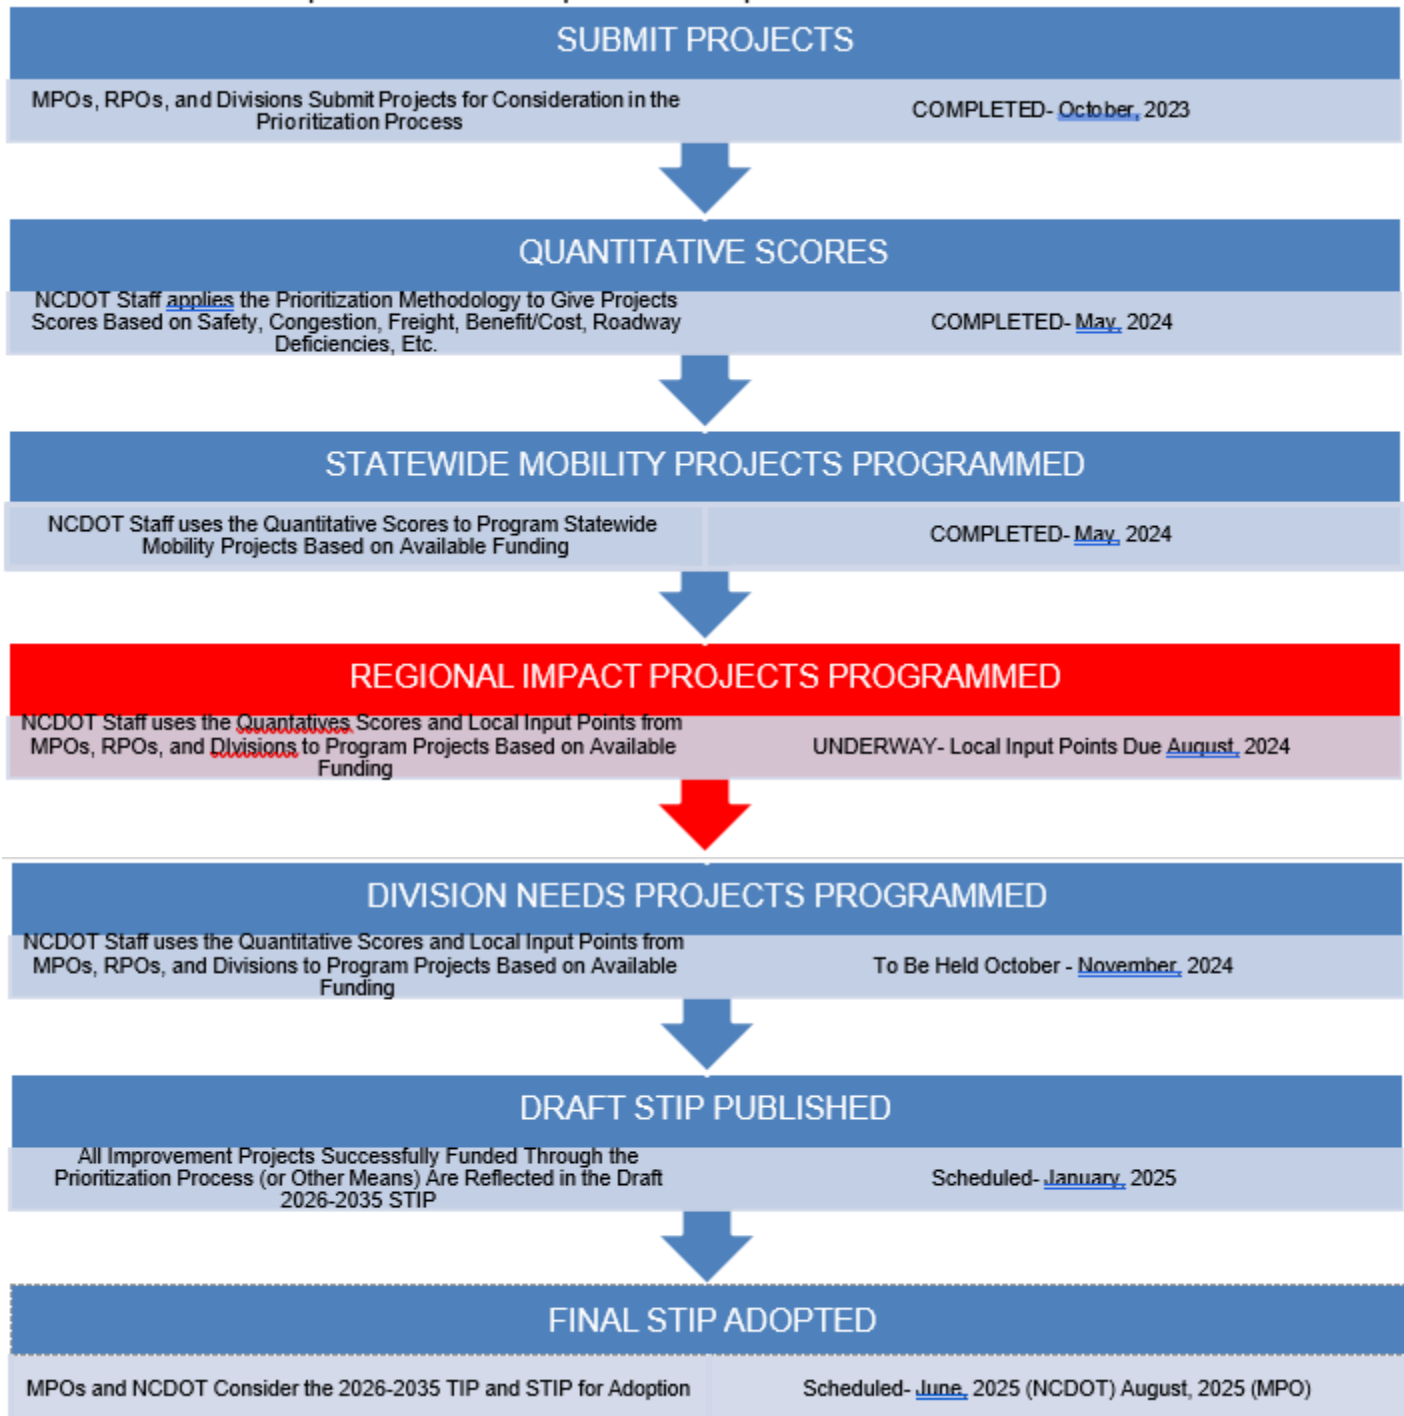 SUBMIT PROJECTS
MPOs, RPOs, and Divisions Submit Projects for Consideration in the
Prioritization Process
COMPLETED- October, 2023
QUANTITATIVE SCORES
NCDOT Staff applies the Prioritization Methodology to Give Projects
Scores Based on Safety, Congestion, Freight, Benefit/Cost, Roadway
Deficiencies, Etc.
COMPLETED- May, 2024
STATEWIDE MOBILITY PROJECTS PROGRAMMED
NCDOT Staff uses the Quantitative Scores to Program Statewide
Mobility Projects Based on Available Funding
COMPLETED- May, 2024
REGIONAL IMPACT PROJECTS PROGRAMMED
NCDOT Staff uses the Quantatives Scores and Local Input Points from
MPOs, RPOs, and DIvisions to Program Projects Based on Available
Funding
UNDERWAY- Local Input Points Due August, 2024
DIVISION NEEDS PROJECTS PROGRAMMED
NCDOT Staff uses the Quantitative Scores and Local Input Points from
MPOs, RPOs, and Divisions to Program Projects Based on Available
Funding
To Be Held October - November, 2024
DRAFT STIP PUBLISHED
All Improvement Projects Successfully Funded Through the
Prioritization Process (or Other Means) Are Reflected in the Draft
2026-2035 STIP
Scheduled- January, 2025
FINAL STIP ADOPTED
MPOs and NCDOT Consider the 2026-2035 TIP and STIP for Adoption
Scheduled- June, 2025 (NCDOT) August, 2025 (MPO)